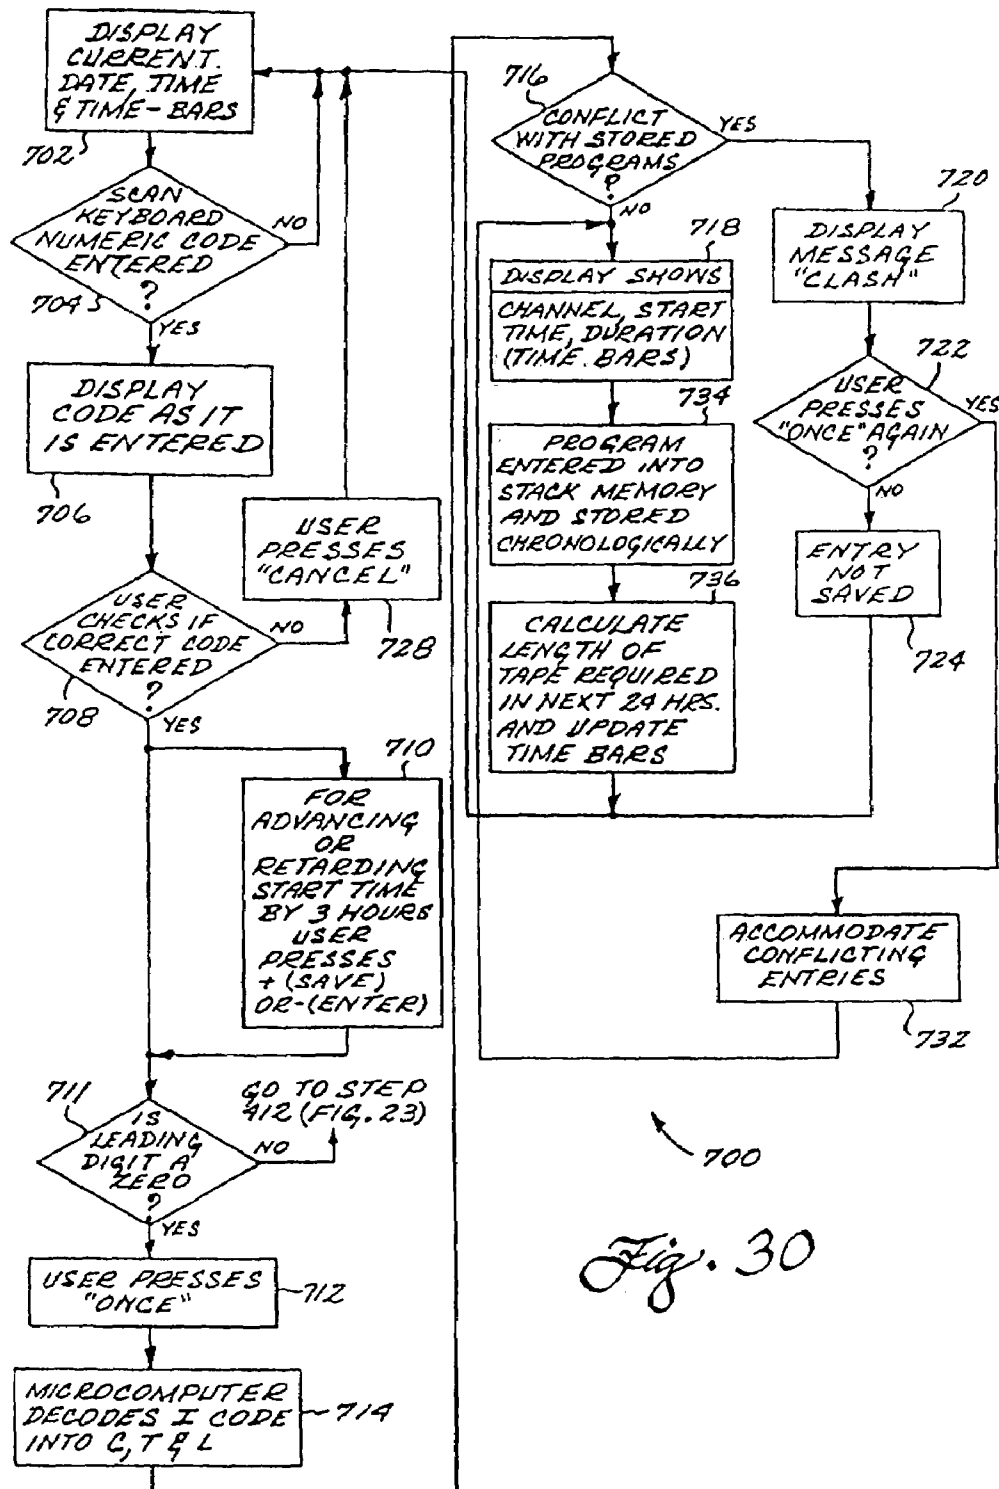 DISPLAY
CURRENT.
DATE, TIME
& TIME-BARS
702
SCAN
KEYBOARD
NUMERIC CODE
ENTERED
?
NO
704
YES
DISPLAY
CODE AS IT
IS ENTERED
706
USER
PRESSES
"CANCEL"
728
USER
CHECKS IF
CORRECT CODE
ENTERED
?
NO
708
YES
710
FOR
ADVANCING
OR
RETARDING
START TIME
BY 3 HOURS
USER
PRESSES
+ (SAVE)
OR-(ENTER)
711
IS
LEADING
DIGIT A
ZERO
?
NO
GO TO STEP
412 (FIG. 23)
YES
USER PRESSES
"ONCE"
712
MICROCOMPUTER
DECODES I CODE
INTO C, T & L
714
716
CONFLICT
WITH STORED
PROGRAMS
?
YES
NO
718
DISPLAY SHOWS
CHANNEL, START
TIME, DURATION
(TIME. BARS)
734
PROGRAM
ENTERED INTO
STACK MEMORY
AND STORED
CHRONOLOGICALLY
736
CALCULATE
LENGTH OF
TAPE REQUIRED
IN NEXT 24 HRS.
AND UPDATE
TIME BARS
720
DISPLAY
MESSAGE
"CLASH"
722
USER
PRESSES
"ONCE" AGAIN
?
YES
NO
ENTRY
NOT
SAVED
724
ACCOMMODATE
CONFLICTING
ENTRIES
732
700
Fig. 30